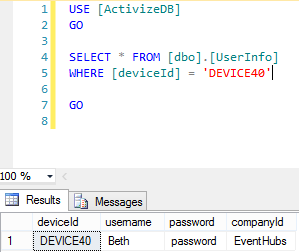 1 USE [ActivizeDB]
2 GO
3
4 SELECT * FROM [dbo].[UserInfo]
5 WHERE [deviceId] = 'DEVICE40'
6
7 GO
8
100 %
Results Messages
deviceId username password companyId
1 DEVICE40 Beth password EventHubs